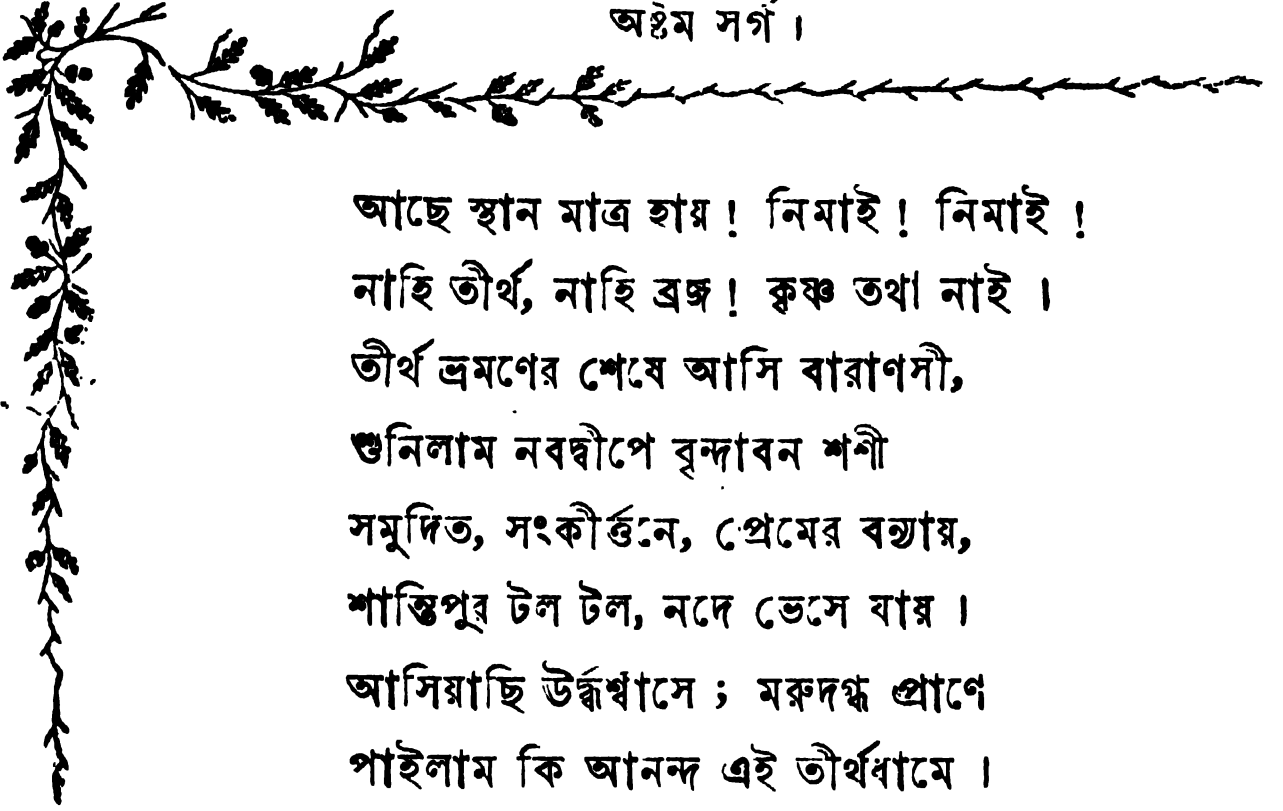 অষ্টম সর্গ।
আছে স্থান মাত্র হায়! নিমাই! নিমাই!
নাহি তীর্থ, নাহি ব্রজ! কৃষ্ণ তথা নাই।
তীর্থ ভ্রমণের শেষে আসি বারাণসী,
শুনিলাম নবদ্বীপে বৃন্দাবন শশী
সমুদিত, সংকীর্ত্তনে, প্রেমের বন্যায়,
শান্তিপুর টল টল, নদে ভেসে যায়।
আসিয়াছি ঊর্দ্ধশ্বাসে; মরুদগ্ধ প্রাণে
পাইলাম কি আনন্দ এই তীর্থধামে।